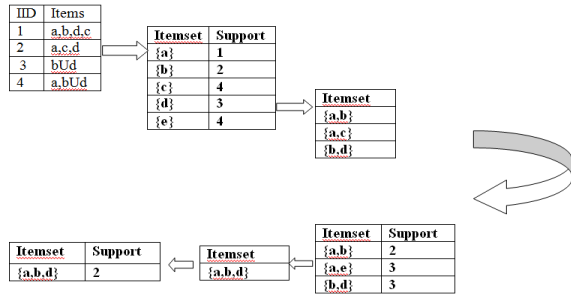 IID Items
1 a,b,d,c
2 a,c,d
3 bUd
4 a,bUd
Itemset Support
{a} 1
{b} 2
{c} 4
{d} 3
{e} 4
Itemset
{a,b}
{a,c}
{b,d}
Itemset Support
{a,b} 2
{a,e} 3
{b,d} 3
Itemset
{a,b,d}
Itemset Support
{a,b,d} 2